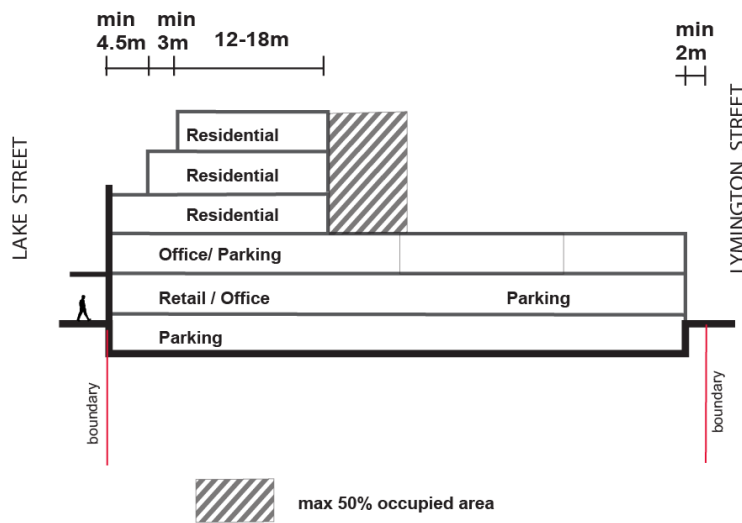 min
4.5m
min
3m
12-18m
min
2m
LAKE STREET
LYMINGTON STREET
Residential
Residential
Residential
Office/ Parking
Retail / Office
Parking
Parking
boundary
boundary
max 50% occupied area